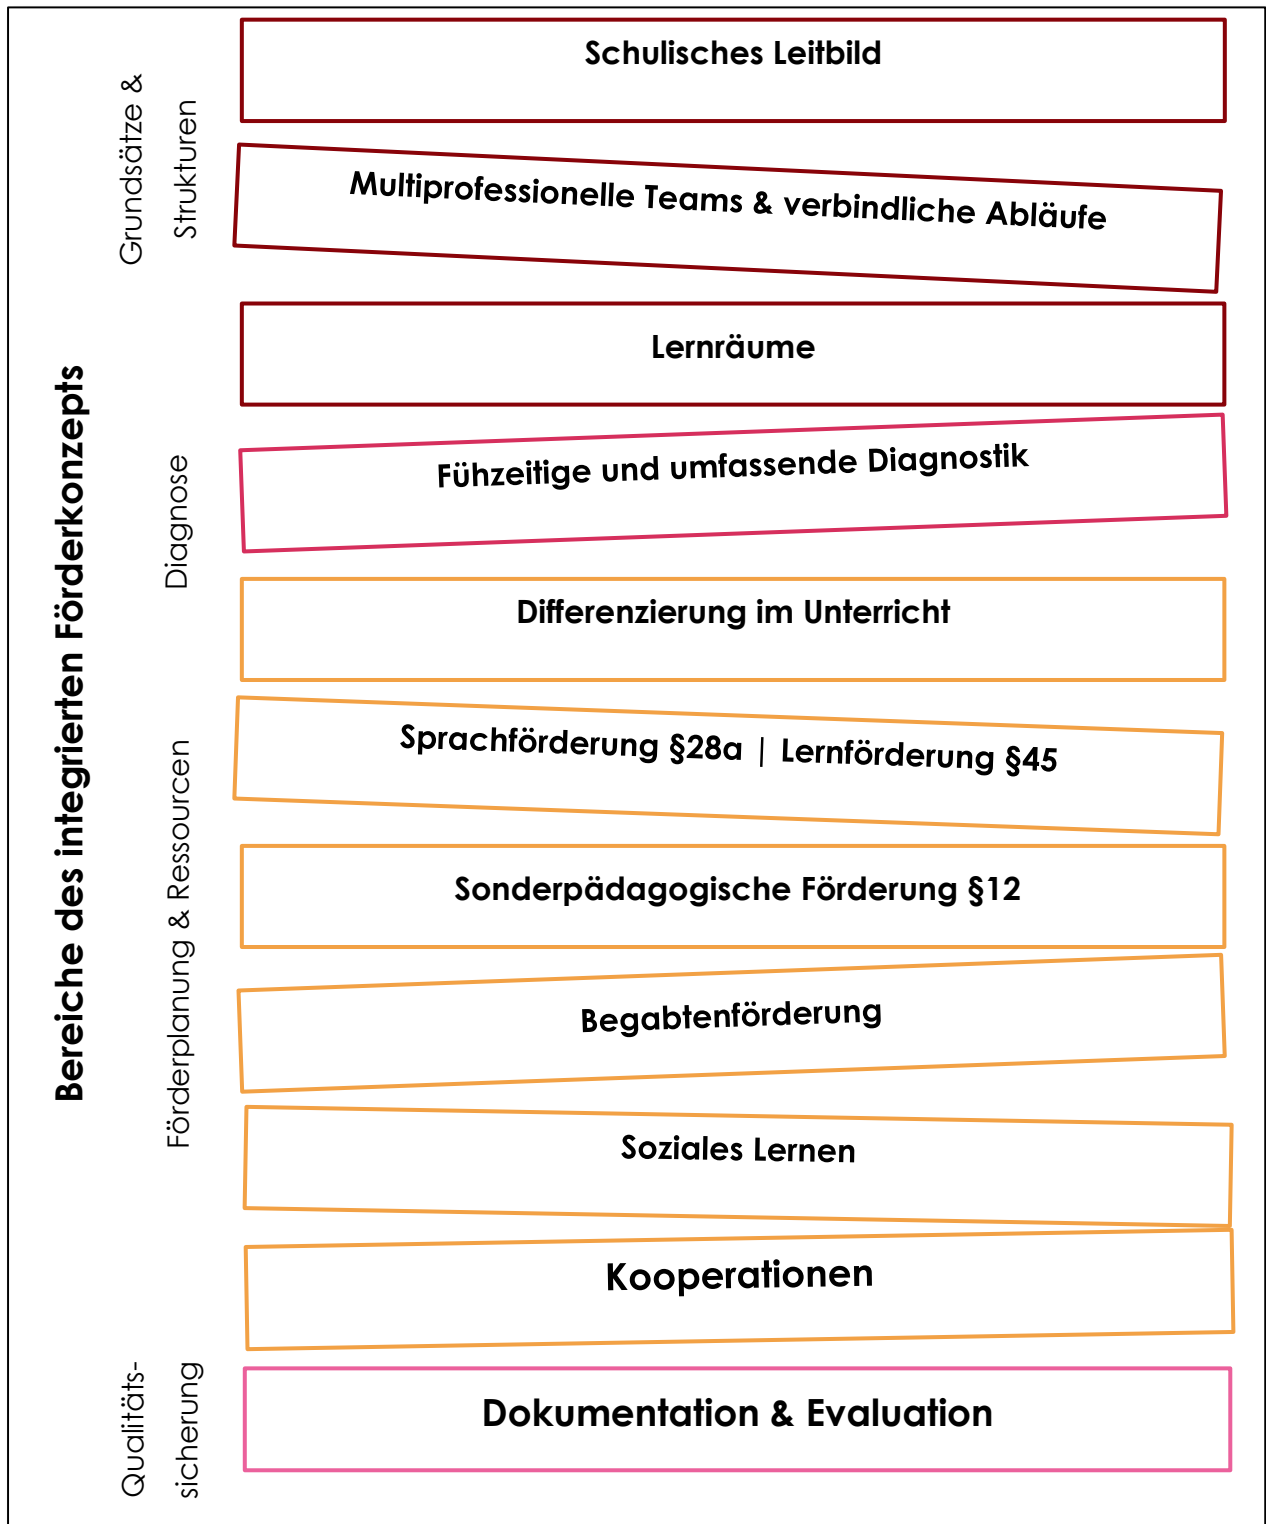 Bereiche des integrierten Förderkonzepts
Grundsätze &
Strukturen
Schulisches Leitbild
Multiprofessionelle Teams & verbindliche Abläufe
Lernräume
Diagnose
Fühzeitige und umfassende Diagnostik
Förderplanung & Ressourcen
Differenzierung im Unterricht
Sprachförderung §28a | Lernförderung §45
Sonderpädagogische Förderung §12
Begabtenförderung
Soziales Lernen
Kooperationen
Qualitäts-
sicherung
Dokumentation & Evaluation